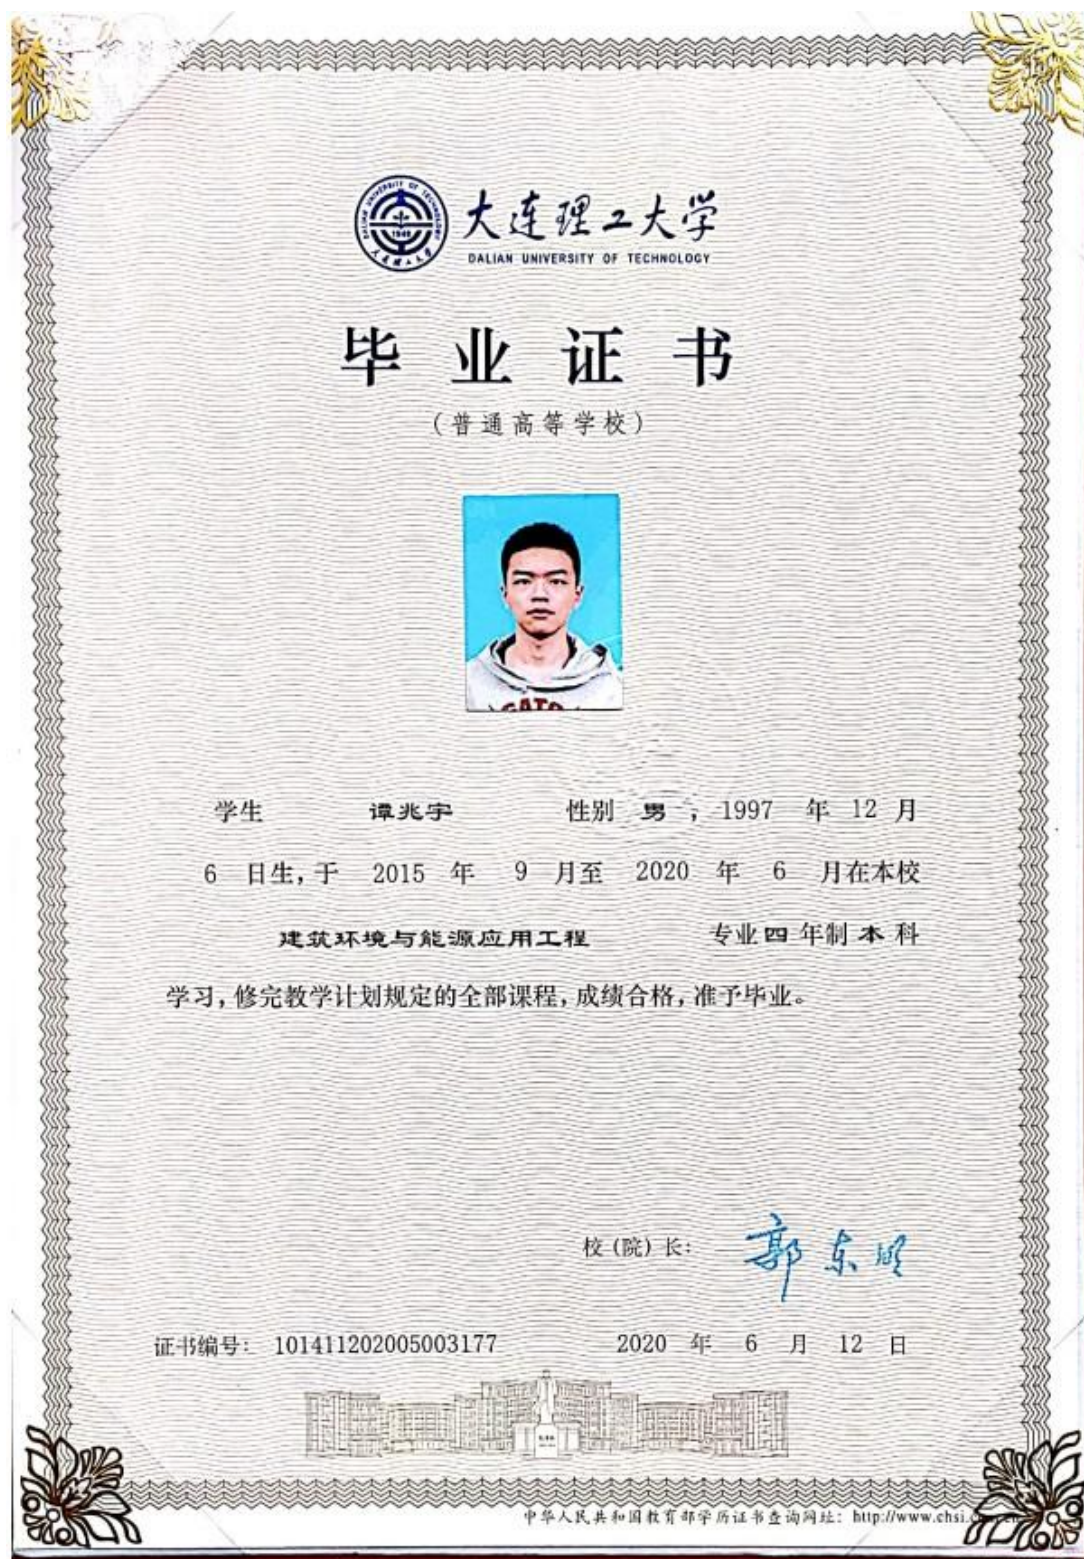 大连理工大学
DALIAN UNIVERSITY OF TECHNOLOGY
毕业证书
(普通高等学校)
GATO
学生 谭兆宇 性别 男 , 1997 年 12 月
6 日生, 于 2015 年 9 月至 2020 年 6 月在本校
建筑环境与能源应用工程 专业 四 年制 本 科
学习, 修完教学计划规定的全部课程, 成绩合格, 准予毕业。
校 (院) 长: 郭东明
证书编号: 101411202005003177 2020 年 6 月 12 日
中华人民共和国教育部学历证书查询网址: http://www.chsi.